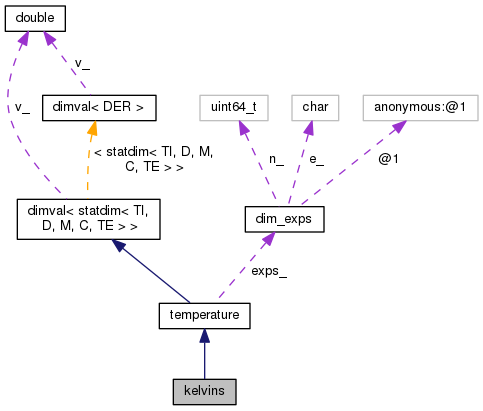 double
v_
v_
dimval< DER >
uint64_t
char
anonymous:@1
< statdim< TI, D, M,
C, TE > >
n_
e_
@1
dimval< statdim< TI,
D, M, C, TE > >
dim_exps
exps_
temperature
kelvins